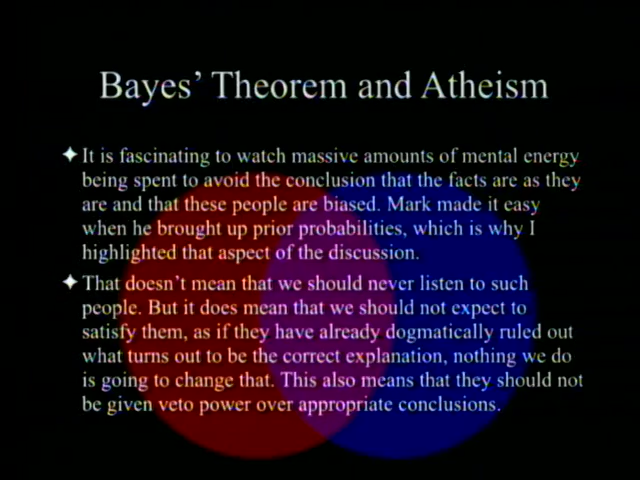 Bayes’ Theorem and Atheism
✦ It is fascinating to watch massive amounts of mental energy
being spent to avoid the conclusion that the facts are as they
are and that these people are biased. Mark made it easy
when he brought up prior probabilities, which is why I
highlighted that aspect of the discussion.
✦ That doesn’t mean that we should never listen to such
people. But it does mean that we should not expect to
satisfy them, as if they have already dogmatically ruled out
what turns out to be the correct explanation, nothing we do
is going to change that. This also means that they should not
be given veto power over appropriate conclusions.